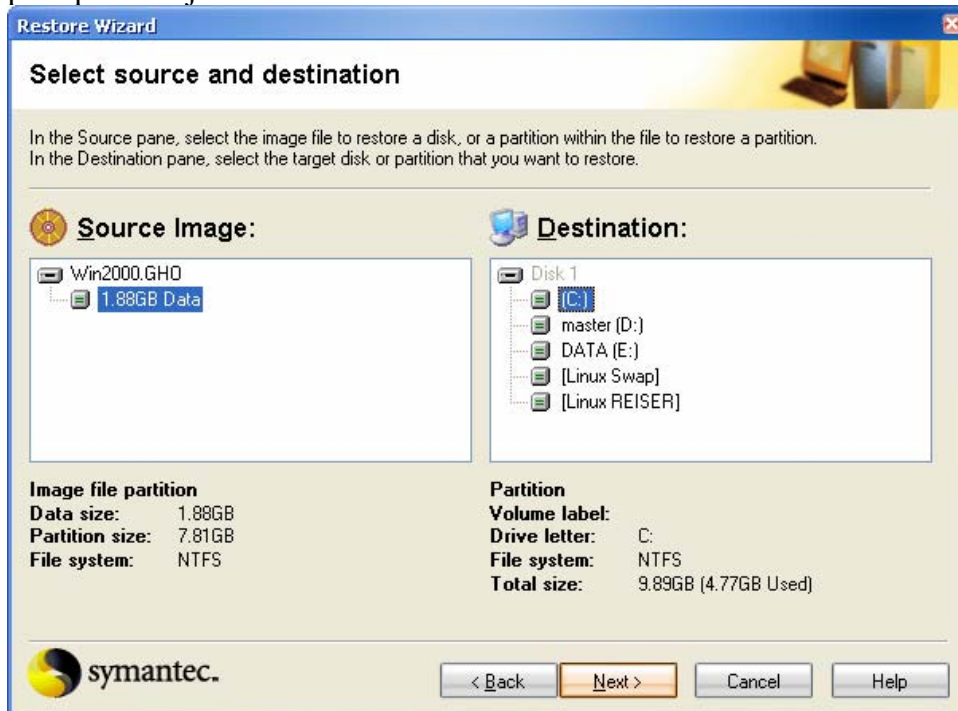 Restore Wizard
Select source and destination
In the Source pane, select the image file to restore a disk, or a partition within the file to restore a partition.
In the Destination pane, select the target disk or partition that you want to restore.
Source Image:
Win2000.GHO
1.88GB Data
Destination:
Disk 1
(C:)
master (D:)
DATA (E:)
[Linux Swap]
[Linux REISER]
Image file partition
Data size: 1.88GB
Partition size: 7.81GB
File system: NTFS
Partition
Volume label:
Drive letter: C:
File system: NTFS
Total size: 9.89GB (4.77GB Used)
symantec.
< Back
Next >
Cancel
Help